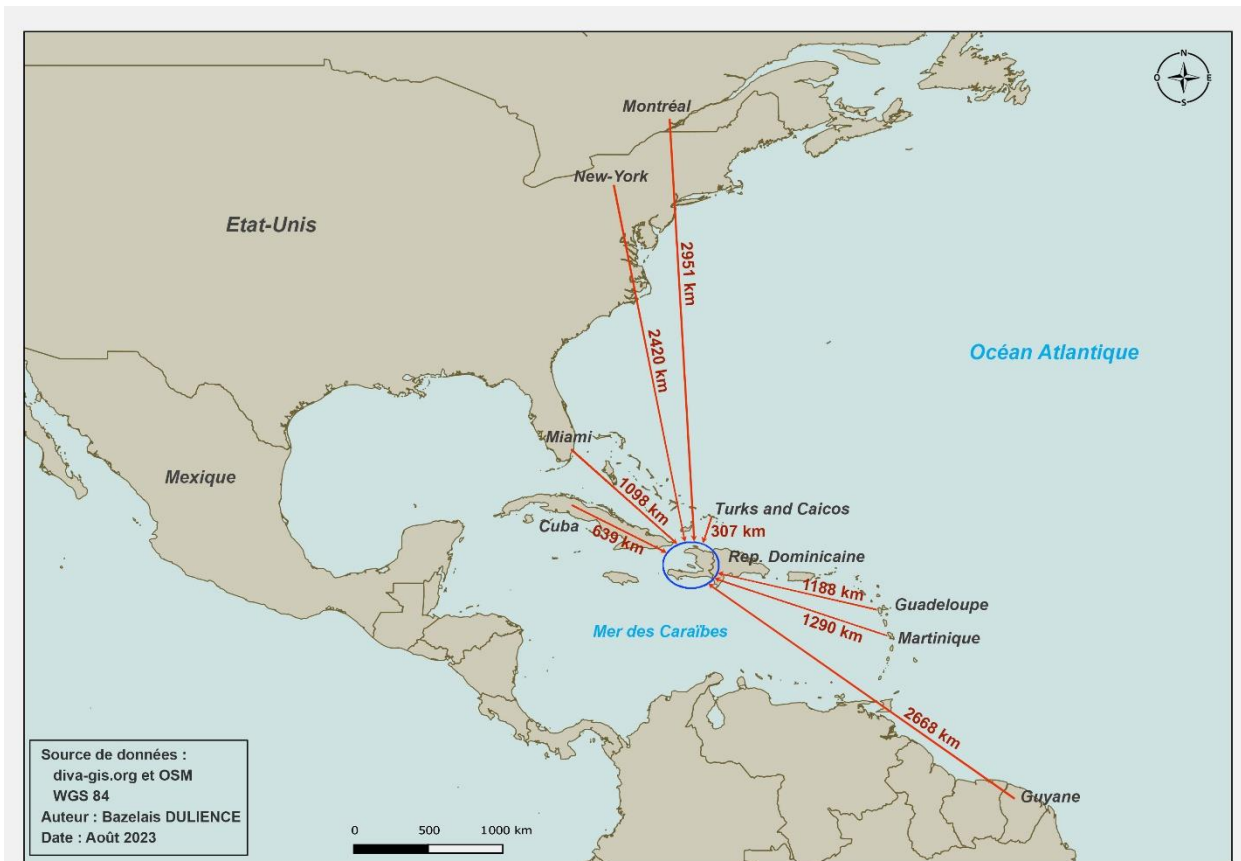 N
O
E
S
Montréal
New-York
Etat-Unis
2951 km
2420 km
Océan Atlantique
Miami
Mexique
1098 km
Turks and Caicos
Cuba
639 km
307 km
Rep. Dominicaine
1188 km
Guadeloupe
1290 km
Mer des Caraïbes
Martinique
2668 km
Guyane
Source de données :
diva-gis.org et OSM
WGS 84
Auteur : Bazelais DULIENCE
Date : Août 2023
0 500 1000 km